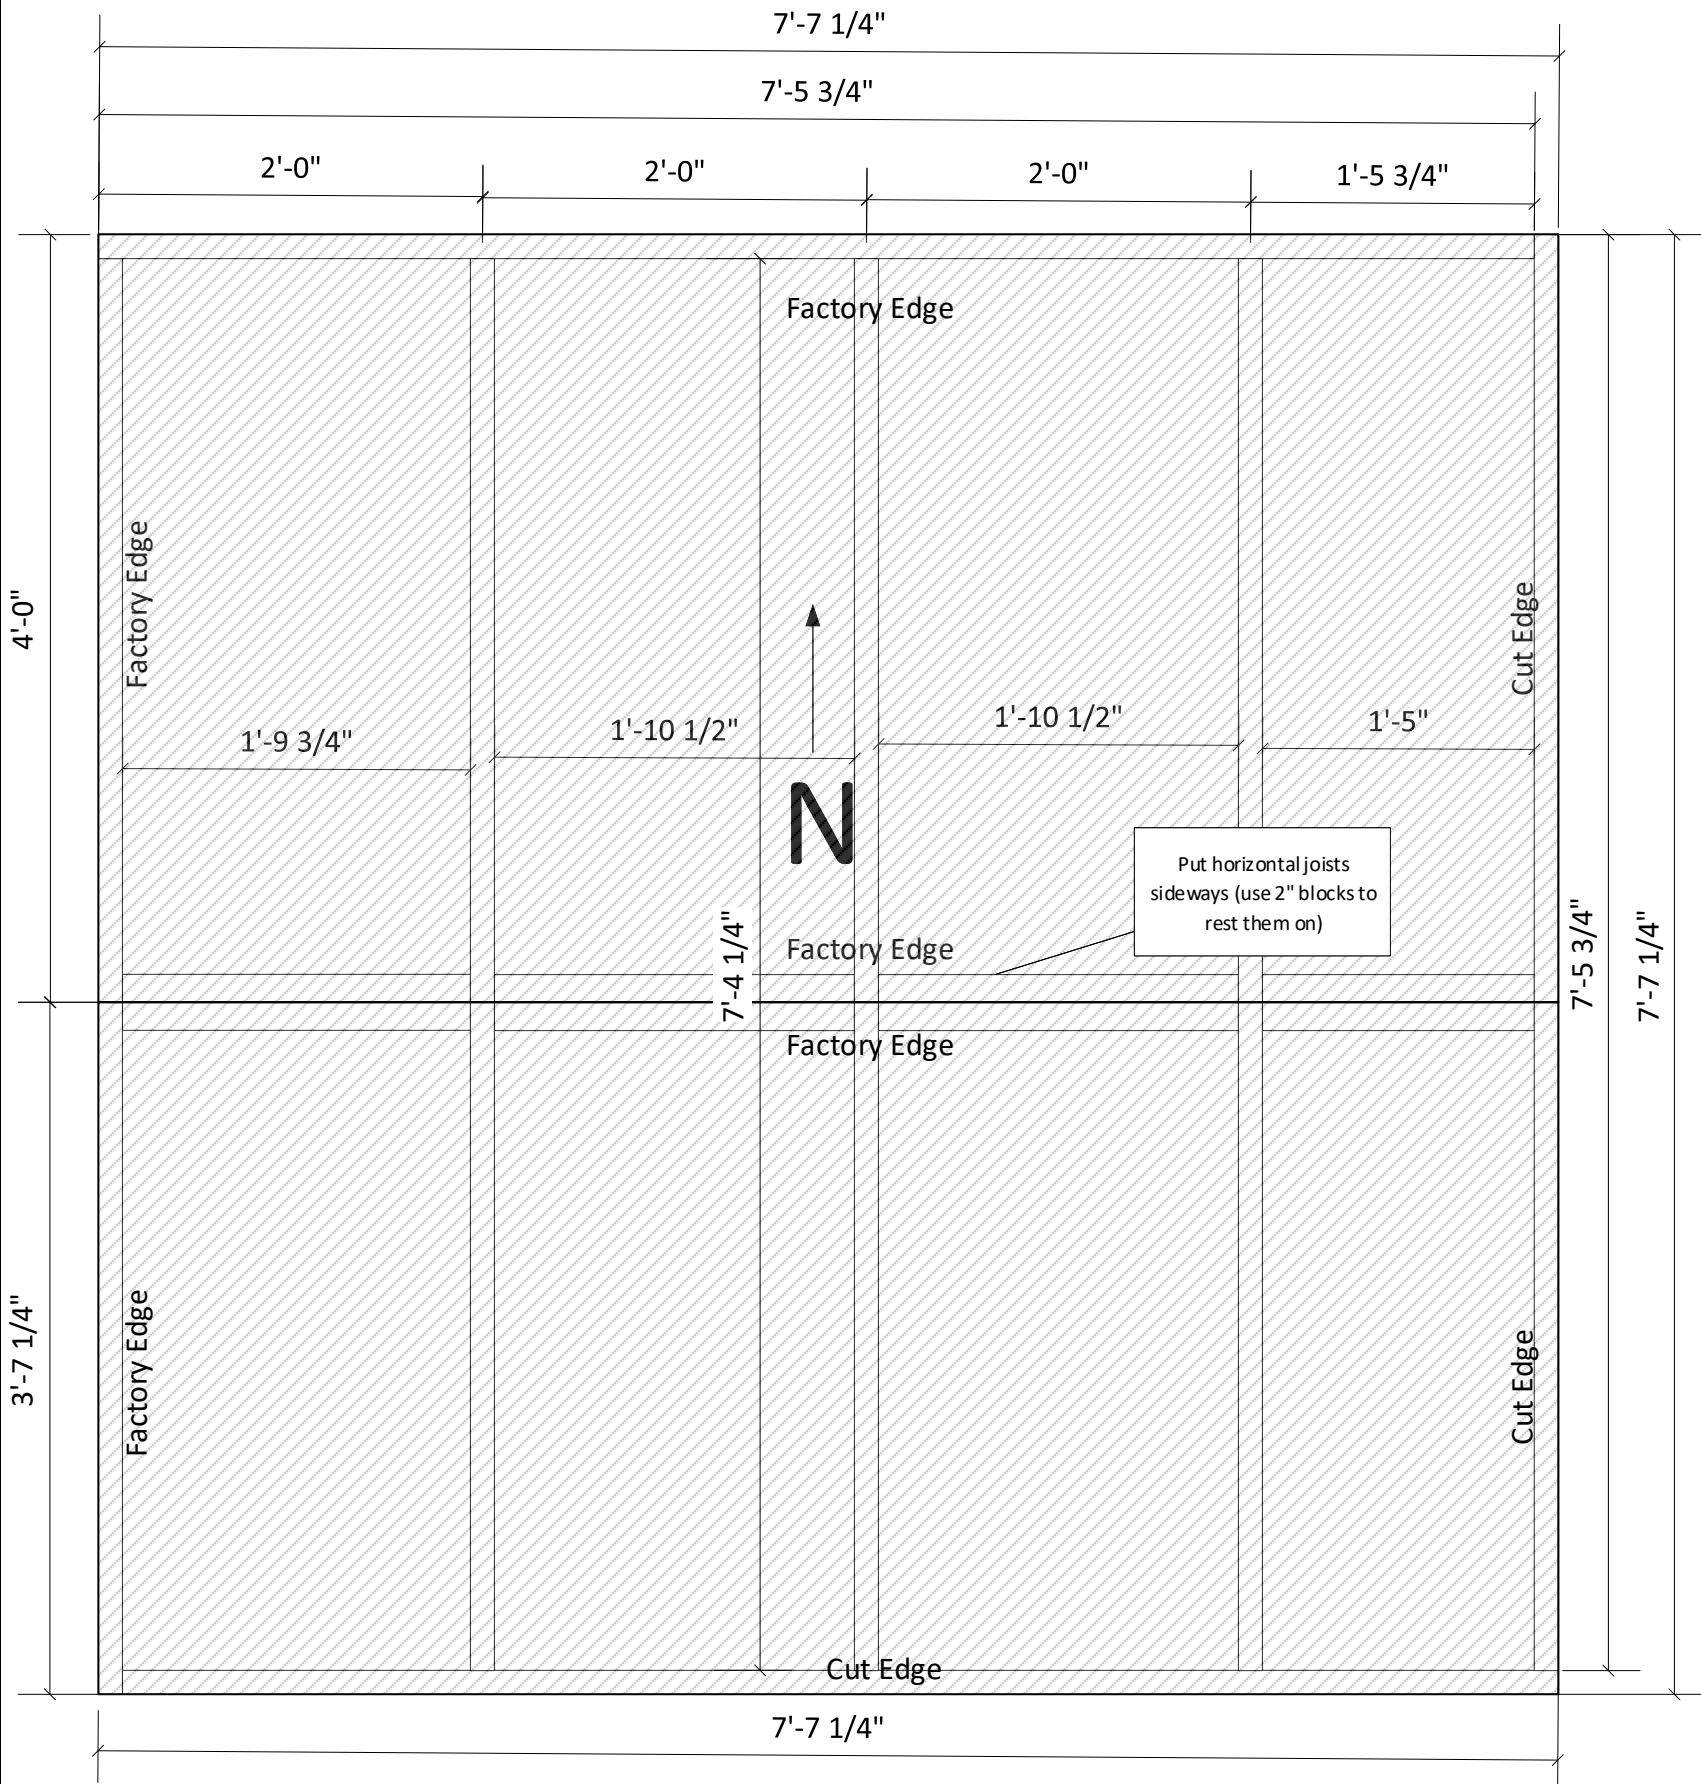 7'-7 1/4"
7'-5 3/4"
2'-0"
2'-0"
2'-0"
1'-5 3/4"
Factory Edge
Factory Edge
4'-0"
Cut Edge
1'-9 3/4"
1'-10 1/2"
1'-10 1/2"
1'-5"
N
Put horizontal joists
sideways (use 2" blocks to
rest them on)
7'-4 1/4"
Factory Edge
7'-5 3/4"
7'-7 1/4"
Factory Edge
3'-7 1/4"
Factory Edge
Cut Edge
Cut Edge
7'-7 1/4"